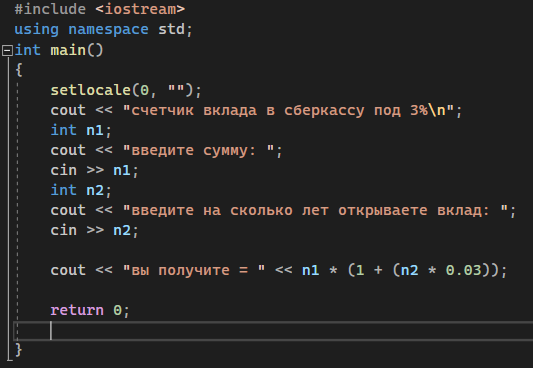 #include <iostream>
using namespace std;
int main()
{
setlocale(0, "");
cout << "счетчик вклада в сберкассу под 3%\n";
int n1;
cout << "введите сумму: ";
cin >> n1;
int n2;
cout << "введите на сколько лет открываете вклад: ";
cin >> n2;
cout << "вы получите = " << n1 * (1 + (n2 * 0.03));
return 0;
}